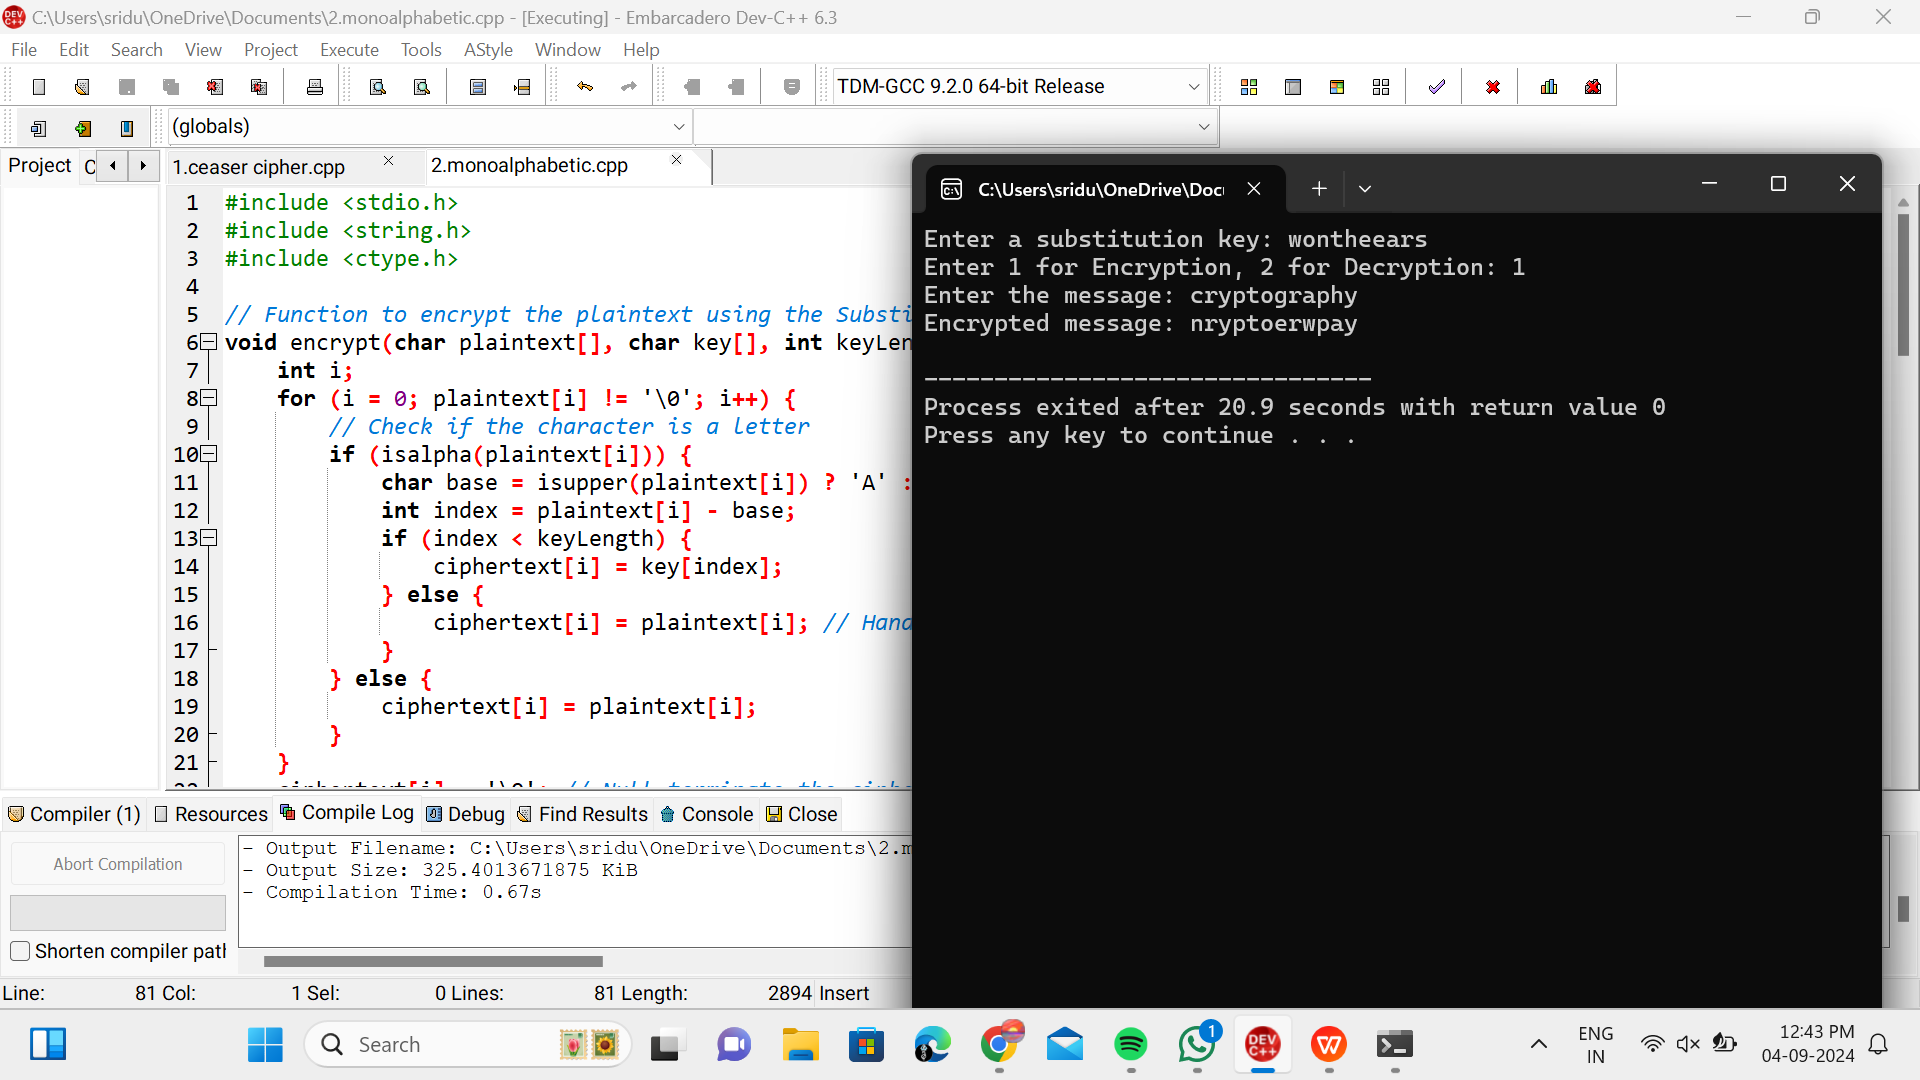 C:\Users\sridu\OneDrive\Documents\2.monoalphabetic.cpp - [Executing] - Embarcadero Dev-C++ 6.3
File Edit Search View Project Execute Tools AStyle Window Help
TDM-GCC 9.2.0 64-bit Release
(globals)
Project
1.ceaser cipher.cpp
2.monoalphabetic.cpp
1 #include <stdio.h>
2 #include <string.h>
3 #include <ctype.h>
4
5 // Function to encrypt the plaintext using the Substi
6 void encrypt(char plaintext[], char key[], int keyLen
7 int i;
8 for (i = 0; plaintext[i] != '\0'; i++) {
9 // Check if the character is a letter
10 if (isalpha(plaintext[i])) {
11 char base = isupper(plaintext[i]) ? 'A' :
12 int index = plaintext[i] - base;
13 if (index < keyLength) {
14 ciphertext[i] = key[index];
15 } else {
16 ciphertext[i] = plaintext[i]; // Hand
17 }
18 } else {
19 ciphertext[i] = plaintext[i];
20 }
21 }
C:\Users\sridu\OneDrive\Docu
Enter a substitution key: wontheears
Enter 1 for Encryption, 2 for Decryption: 1
Enter the message: cryptography
Encrypted message: nryptoerwpay
--------------------------------
Process exited after 20.9 seconds with return value 0
Press any key to continue . . .
Compiler (1) Resources Compile Log Debug Find Results Console Close
Abort Compilation
Shorten compiler path
- Output Filename: C:\Users\sridu\OneDrive\Documents\2.m
- Output Size: 325.4013671875 KiB
- Compilation Time: 0.67s
Line: 81 Col: 1 Sel: 0 Lines: 81 Length: 2894 Insert
Search
1
DEV C++
ENG
IN
12:43 PM
04-09-2024